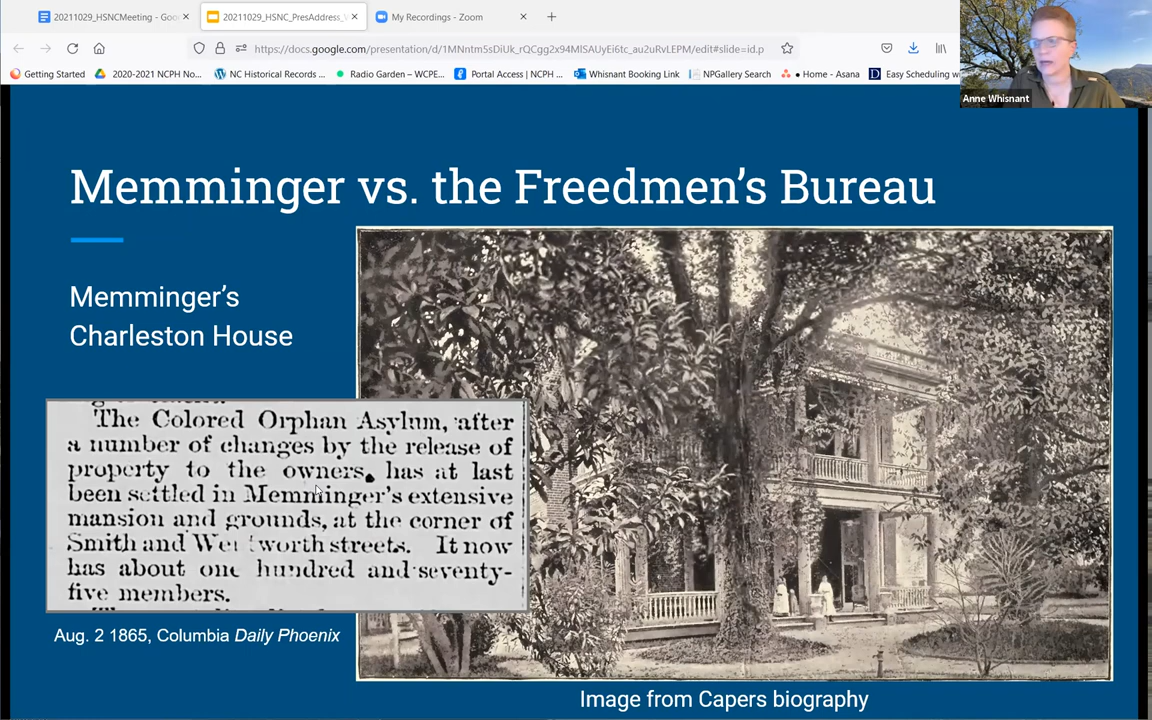 20211029_HSNCMeeting - Goo
20211029_HSNC_PresAddress_
My Recordings - Zoom
https://docs.google.com/presentation/d/1MNntm5sDiUk_rQCgg2x94MlSAUyEi6tc_au2uRvLEPM/edit#slide=id.p
Getting Started
2020-2021 NCPH No...
NC Historical Records ...
Radio Garden – WCPE...
Portal Access | NCPH ...
Whisnant Booking Link
NPGallery Search
• Home - Asana
Easy Scheduling w
Anne Whisnant
Memminger vs. the Freedmen's Bureau
Memminger's
Charleston House
The Colored Orphan Asylum, after
a number of changes by the release of
property to the owners, has at last
been settled in Memminger's extensive
mansion and grounds, at the corner of
Smith and Wentworth streets. It now
has about one hundred and seventy-
five members.
Aug. 2 1865, Columbia Daily Phoenix
Image from Capers biography